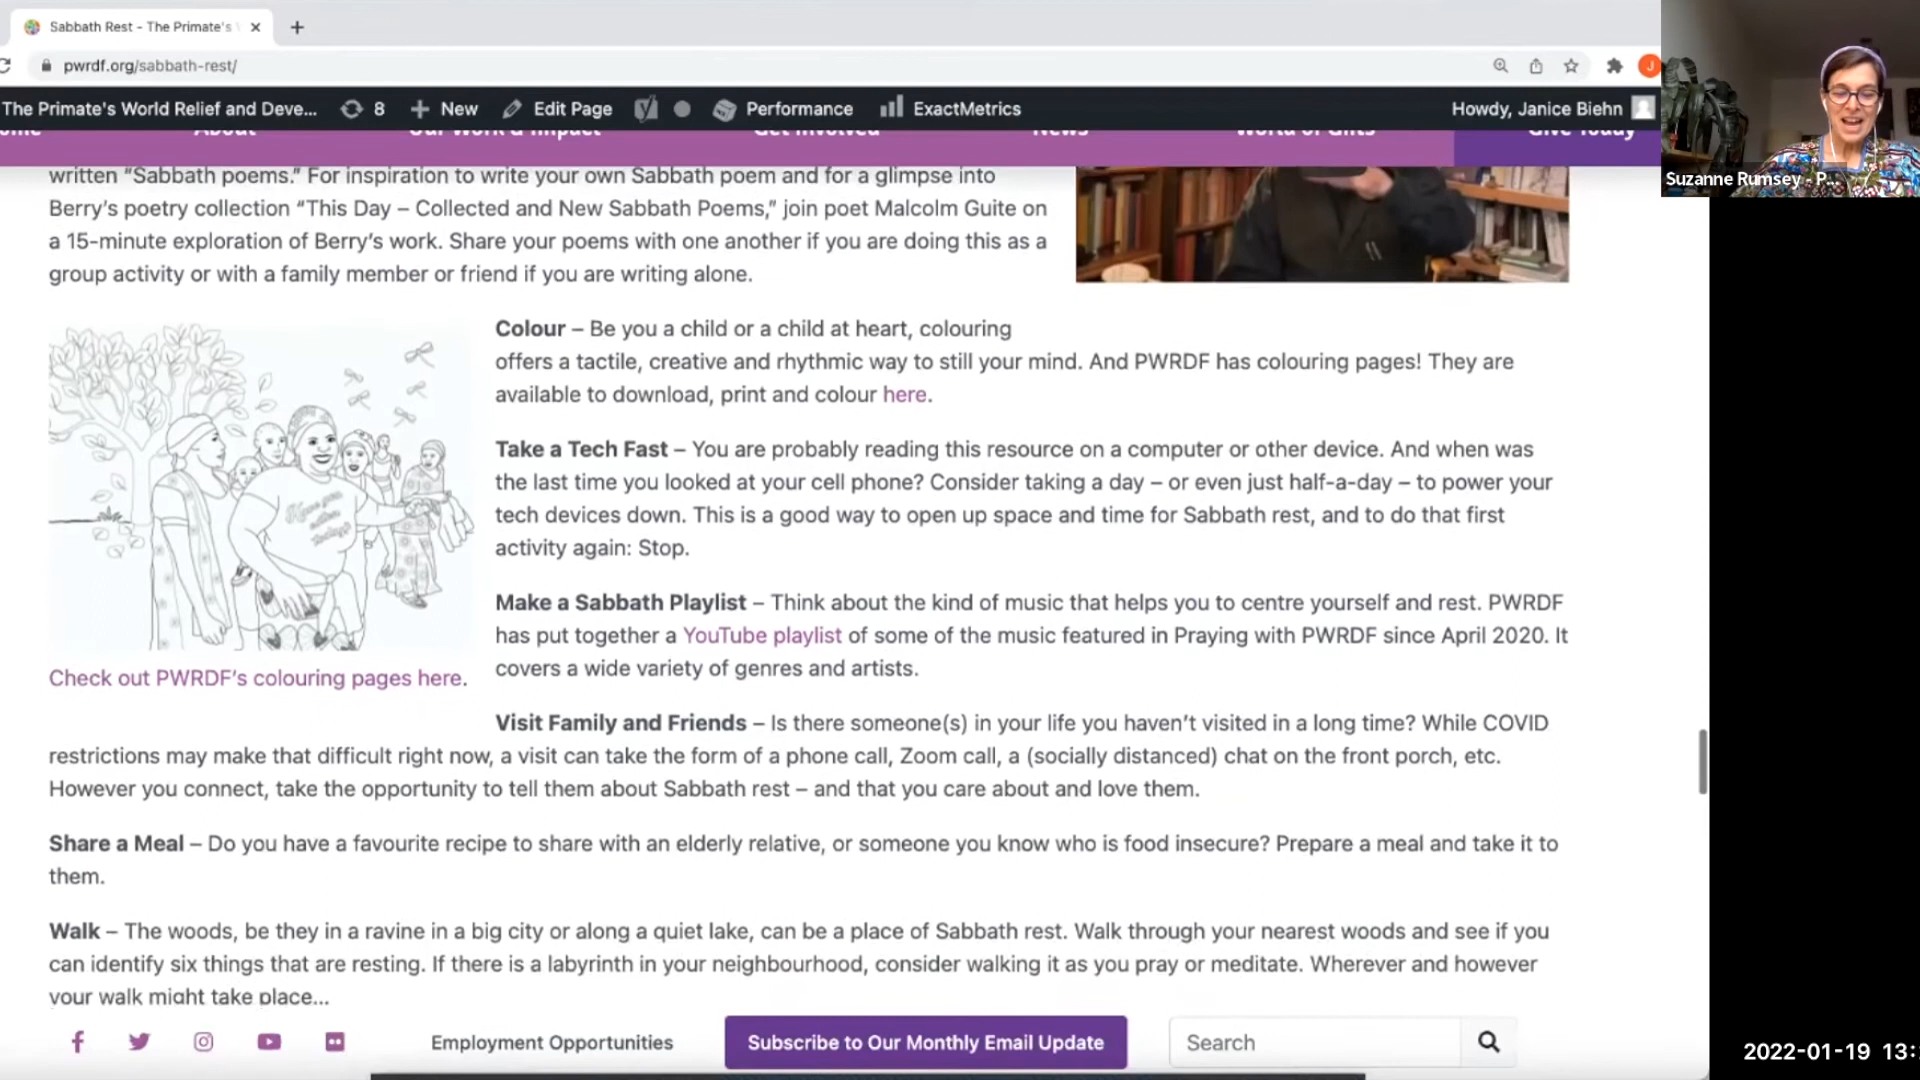 Sabbath Rest - The Primate's
pwrdf.org/sabbath-rest/
J
The Primate's World Relief and Deve... 8 New Edit Page Performance ExactMetrics Howdy, Janice Biehn
About Our Work & Impact Get Involved News World of Gifts Give Today
Suzanne Rumsey - P...
written “Sabbath poems.” For inspiration to write your own Sabbath poem and for a glimpse into
Berry’s poetry collection “This Day – Collected and New Sabbath Poems,” join poet Malcolm Guite on
a 15-minute exploration of Berry’s work. Share your poems with one another if you are doing this as a
group activity or with a family member or friend if you are writing alone.
Colour – Be you a child or a child at heart, colouring
offers a tactile, creative and rhythmic way to still your mind. And PWRDF has colouring pages! They are
available to download, print and colour here.
Take a Tech Fast – You are probably reading this resource on a computer or other device. And when was
the last time you looked at your cell phone? Consider taking a day – or even just half-a-day – to power your
tech devices down. This is a good way to open up space and time for Sabbath rest, and to do that first
activity again: Stop.
Make a Sabbath Playlist – Think about the kind of music that helps you to centre yourself and rest. PWRDF
has put together a YouTube playlist of some of the music featured in Praying with PWRDF since April 2020. It
covers a wide variety of genres and artists.
Check out PWRDF’s colouring pages here.
Visit Family and Friends – Is there someone(s) in your life you haven’t visited in a long time? While COVID
restrictions may make that difficult right now, a visit can take the form of a phone call, Zoom call, a (socially distanced) chat on the front porch, etc.
However you connect, take the opportunity to tell them about Sabbath rest – and that you care about and love them.
Share a Meal – Do you have a favourite recipe to share with an elderly relative, or someone you know who is food insecure? Prepare a meal and take it to
them.
Walk – The woods, be they in a ravine in a big city or along a quiet lake, can be a place of Sabbath rest. Walk through your nearest woods and see if you
can identify six things that are resting. If there is a labyrinth in your neighbourhood, consider walking it as you pray or meditate. Wherever and however
your walk might take place...
Employment Opportunities Subscribe to Our Monthly Email Update Search
2022-01-19 13: